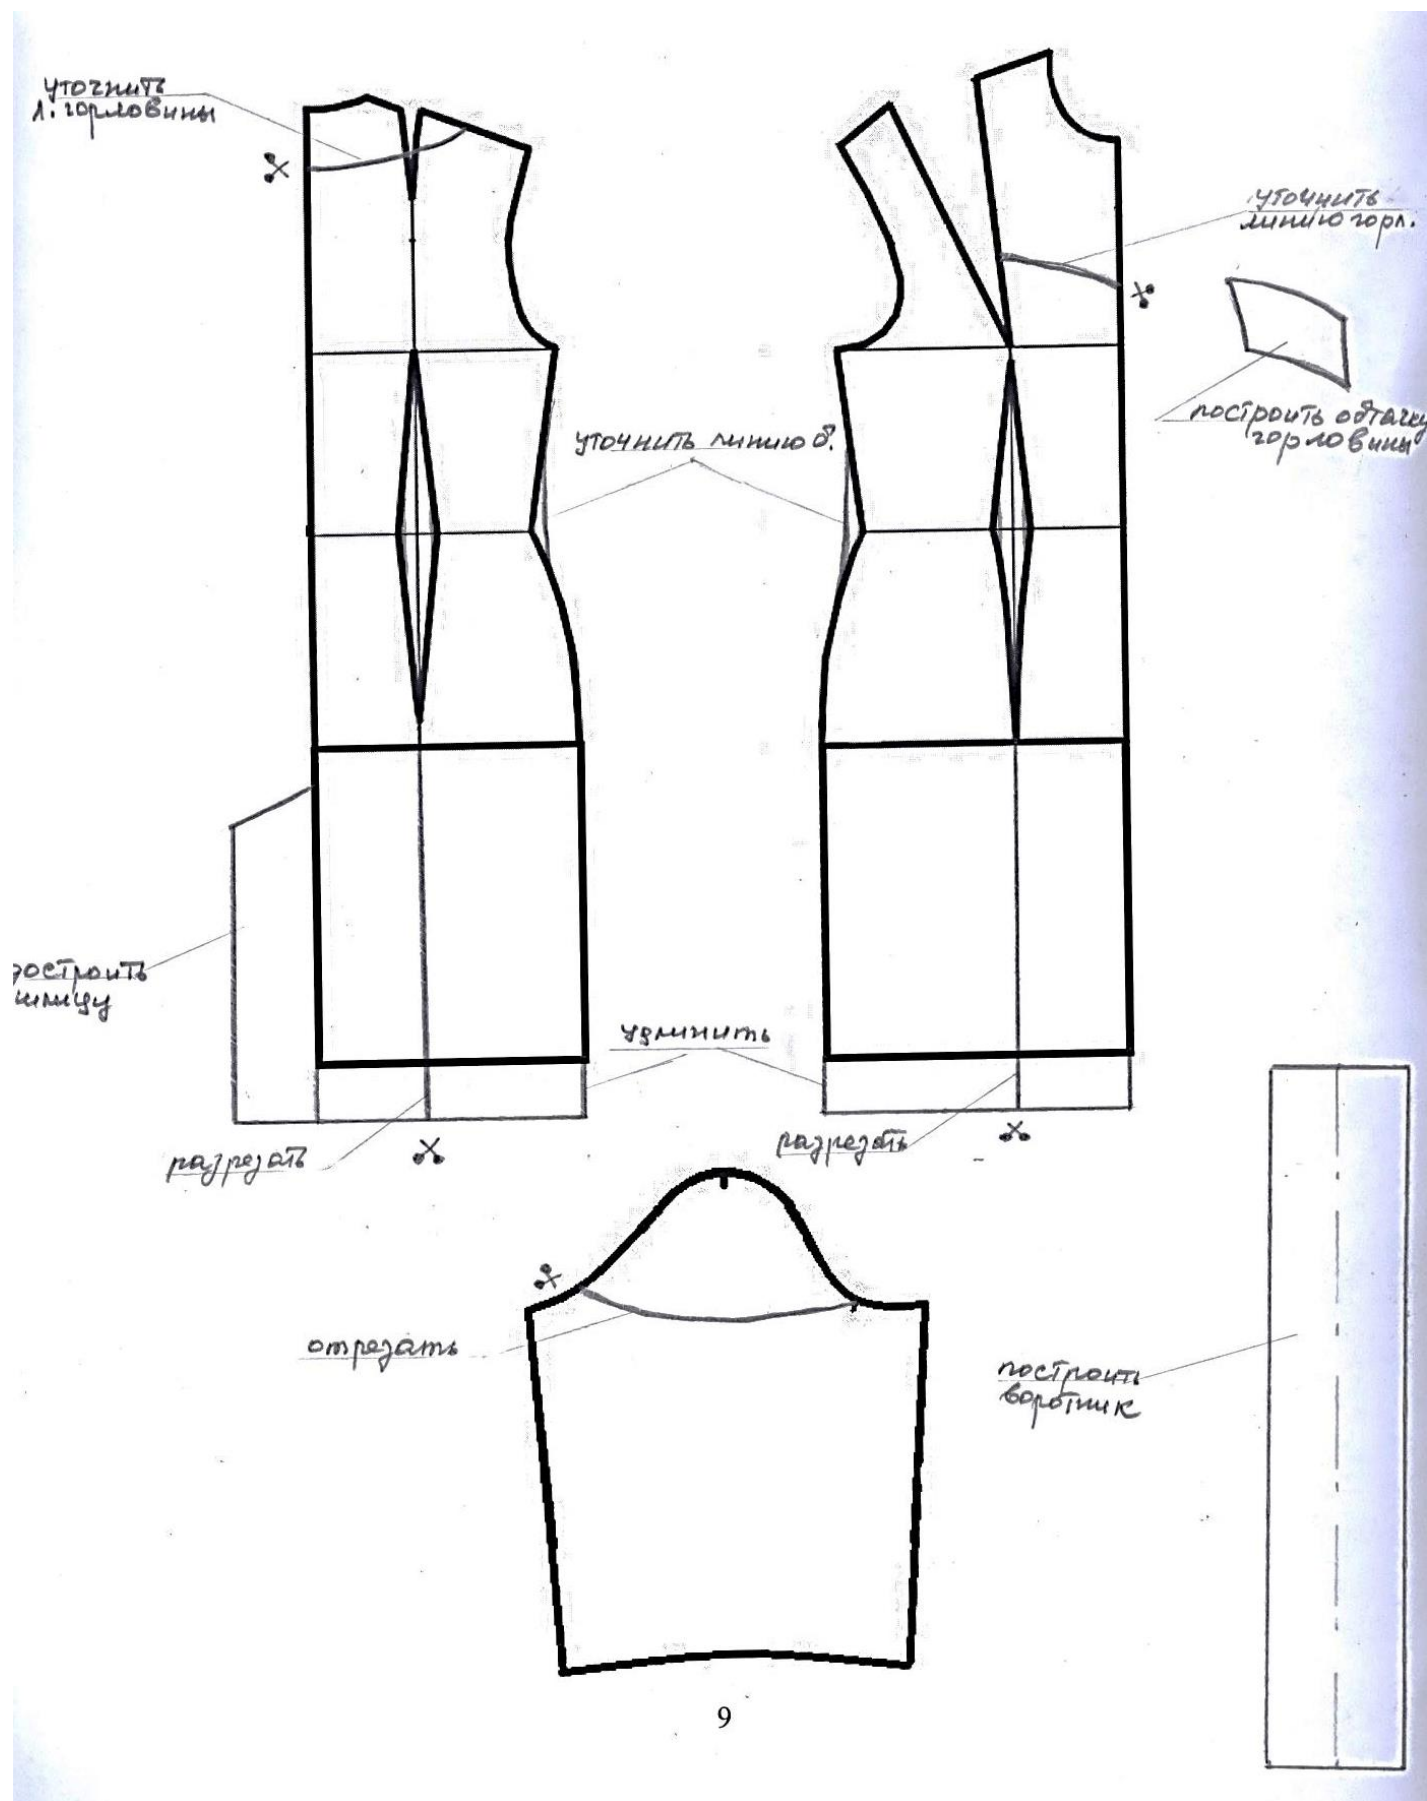 уточнить
л. горловины
уточнить
линию горл.
построить обтачку
горловины
уточнить линию б.
построить
шлицу
удлинить
разрезать
разрезать
отрезать
построить
воротник
9